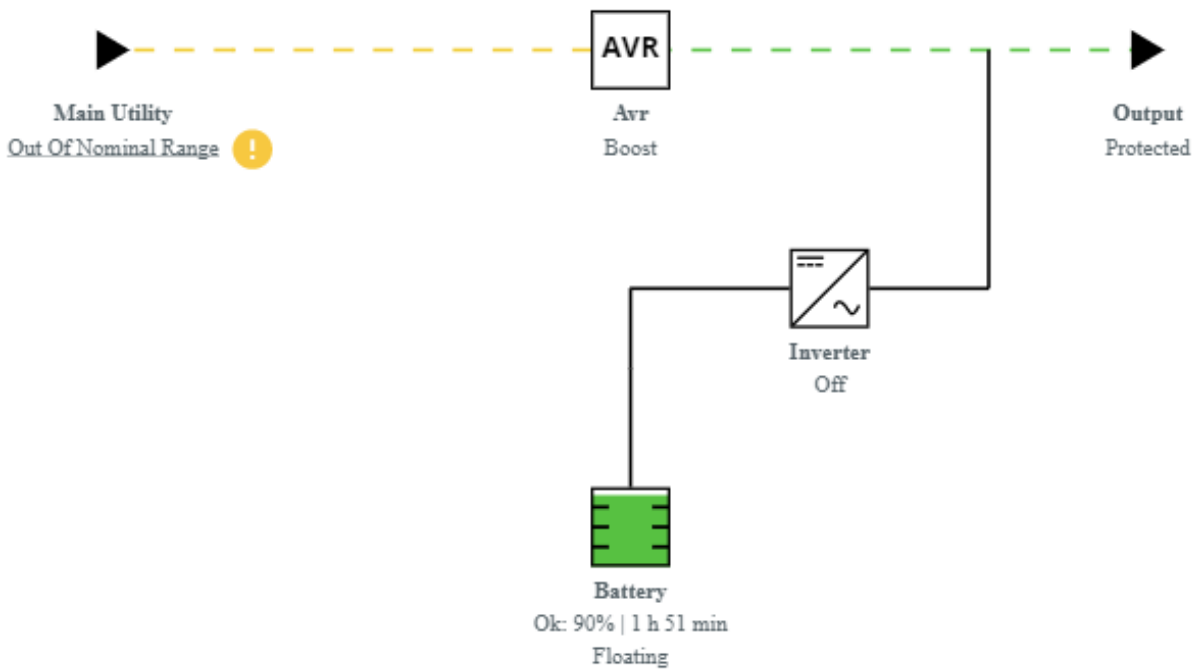 AVR
Main Utility
Out Of Nominal Range
!
Avr
Boost
Output
Protected
Inverter
Off
Battery
Ok: 90% | 1 h 51 min
Floating